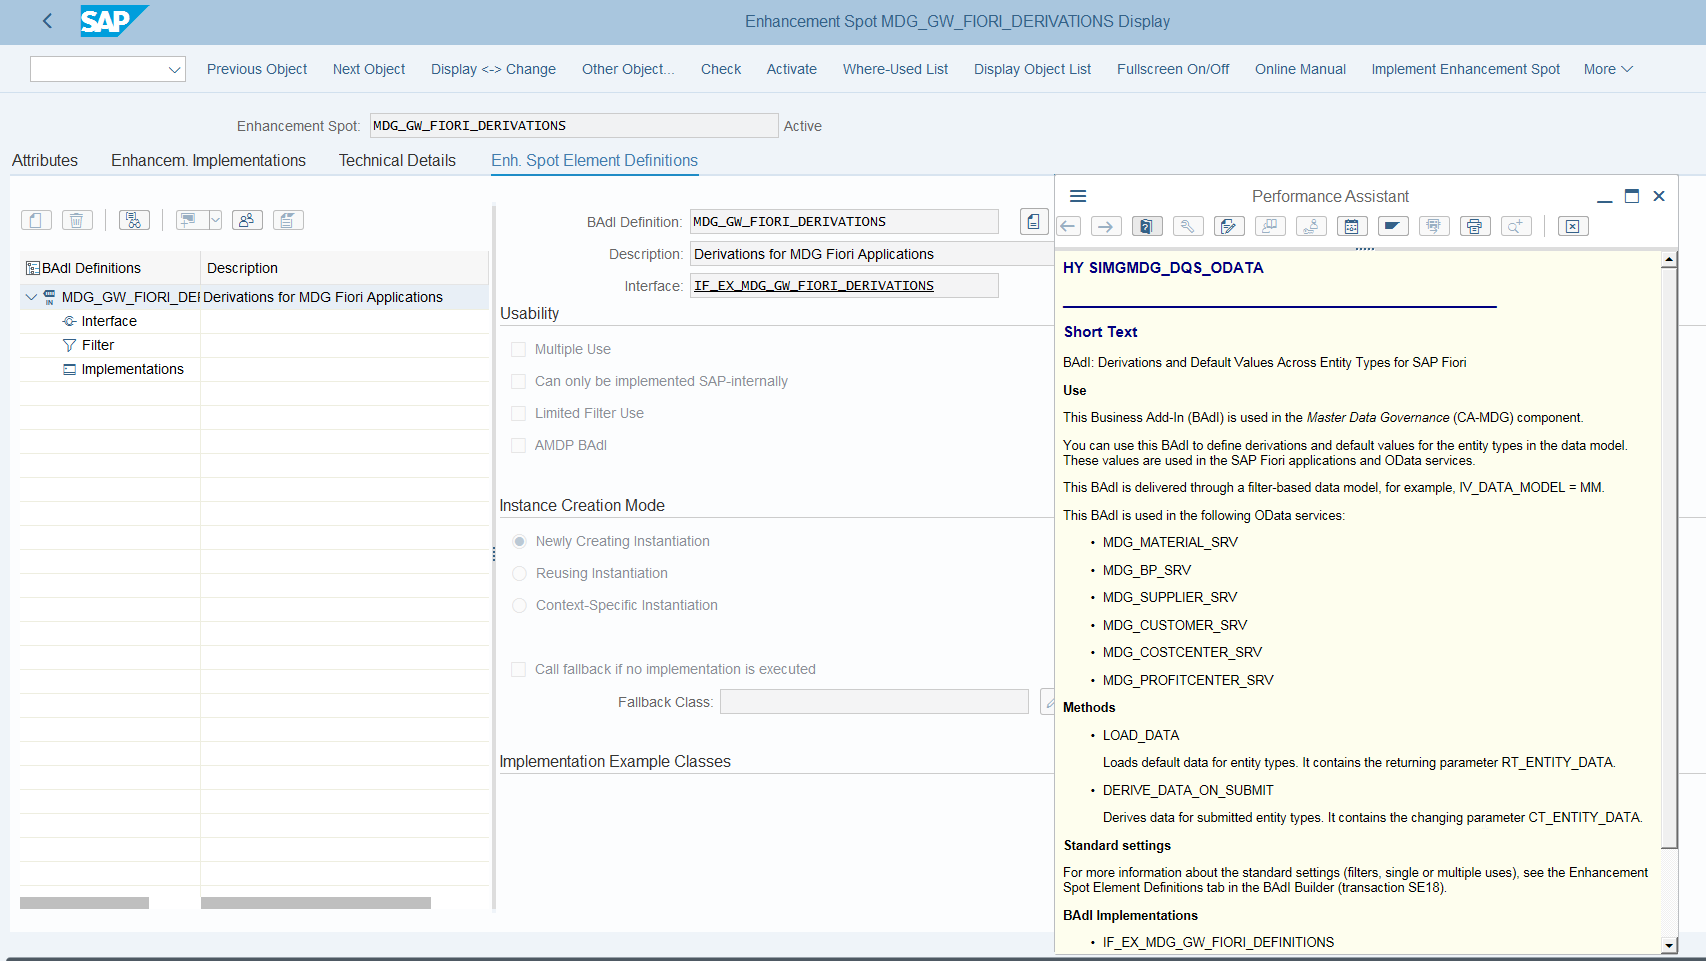 SAP
Enhancement Spot MDG_GW_FIORI_DERIVATIONS Display
Previous Object Next Object Display <-> Change Other Object... Check Activate Where-Used List Display Object List Fullscreen On/Off Online Manual Implement Enhancement Spot More
Enhancement Spot: MDG_GW_FIORI_DERIVATIONS Active
Attributes Enhancem. Implementations Technical Details Enh. Spot Element Definitions
BAdI Definitions Description
MDG_GW_FIORI_DEI Derivations for MDG Fiori Applications
IN
Interface
Filter
Implementations
BAdI Definition: MDG_GW_FIORI_DERIVATIONS
Description: Derivations for MDG Fiori Applications
Interface: IF_EX_MDG_GW_FIORI_DERIVATIONS
Usability
Multiple Use
Can only be implemented SAP-internally
Limited Filter Use
AMDP BAdI
Instance Creation Mode
Newly Creating Instantiation
Reusing Instantiation
Context-Specific Instantiation
Call fallback if no implementation is executed
Fallback Class:
Implementation Example Classes
Performance Assistant
HY SIMGMDG_DQS_ODATA
Short Text
BAdI: Derivations and Default Values Across Entity Types for SAP Fiori
Use
This Business Add-In (BAdI) is used in the Master Data Governance (CA-MDG) component.
You can use this BAdI to define derivations and default values for the entity types in the data model.
These values are used in the SAP Fiori applications and OData services.
This BAdI is delivered through a filter-based data model, for example, IV_DATA_MODEL = MM.
This BAdI is used in the following OData services:
• MDG_MATERIAL_SRV
• MDG_BP_SRV
• MDG_SUPPLIER_SRV
• MDG_CUSTOMER_SRV
• MDG_COSTCENTER_SRV
• MDG_PROFITCENTER_SRV
Methods
• LOAD_DATA
Loads default data for entity types. It contains the returning parameter RT_ENTITY_DATA.
• DERIVE_DATA_ON_SUBMIT
Derives data for submitted entity types. It contains the changing parameter CT_ENTITY_DATA.
Standard settings
For more information about the standard settings (filters, single or multiple uses), see the Enhancement
Spot Element Definitions tab in the BAdI Builder (transaction SE18).
BAdI Implementations
• IF_EX_MDG_GW_FIORI_DEFINITIONS